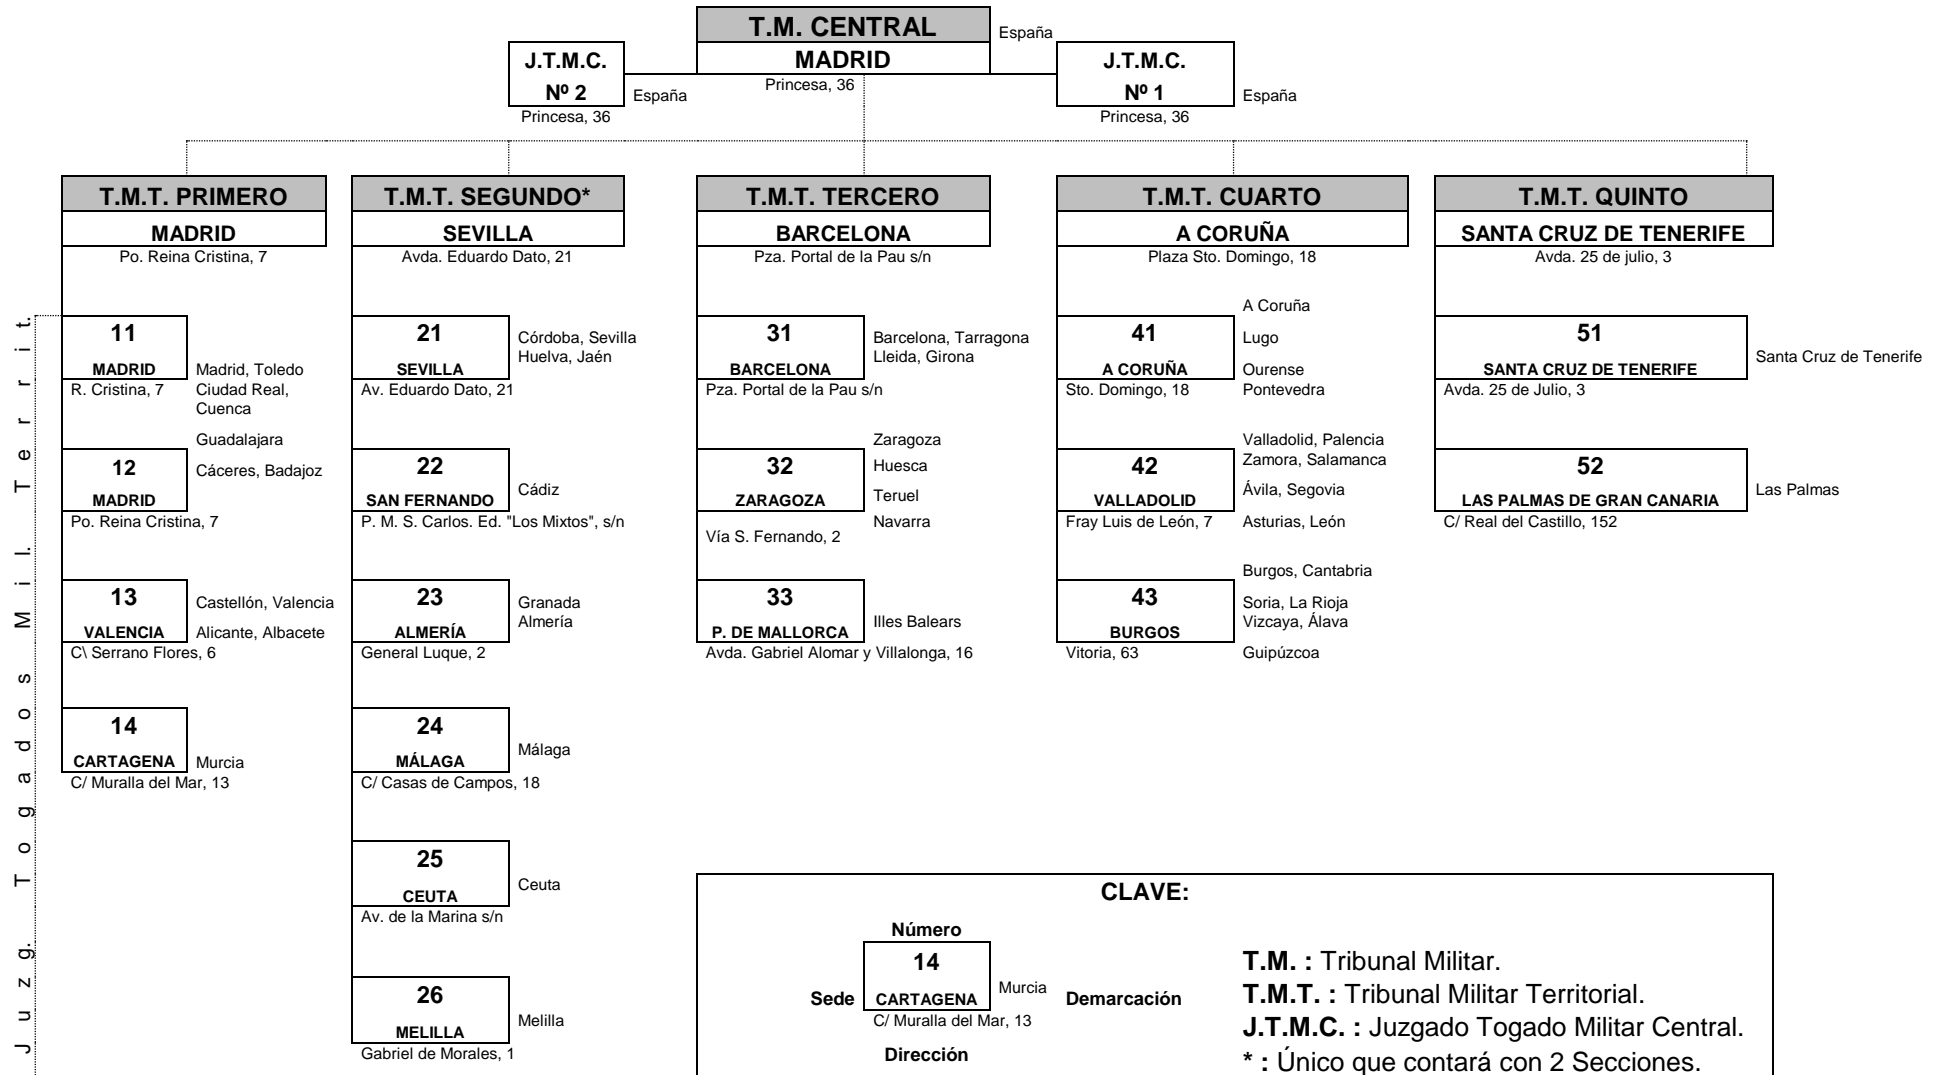 T.M. CENTRAL
España
MADRID
Princesa, 36
J.T.M.C.
Nº 2
España
Princesa, 36
J.T.M.C.
Nº 1
España
Princesa, 36
T.M.T. PRIMERO
MADRID
Po. Reina Cristina, 7
11
MADRID
R. Cristina, 7
Madrid, Toledo
Ciudad Real,
Cuenca
Guadalajara
12
MADRID
Po. Reina Cristina, 7
Cáceres, Badajoz
13
VALENCIA
C\ Serrano Flores, 6
Castellón, Valencia
Alicante, Albacete
14
CARTAGENA
C/ Muralla del Mar, 13
Murcia
T.M.T. SEGUNDO*
SEVILLA
Avda. Eduardo Dato, 21
21
SEVILLA
Av. Eduardo Dato, 21
Córdoba, Sevilla
Huelva, Jaén
22
SAN FERNANDO
P. M. S. Carlos. Ed. "Los Mixtos", s/n
Cádiz
23
ALMERÍA
General Luque, 2
Granada
Almería
24
MÁLAGA
C/ Casas de Campos, 18
Málaga
25
CEUTA
Av. de la Marina s/n
Ceuta
26
MELILLA
Gabriel de Morales, 1
Melilla
T.M.T. TERCERO
BARCELONA
Pza. Portal de la Pau s/n
31
BARCELONA
Pza. Portal de la Pau s/n
Barcelona, Tarragona
Lleida, Girona
32
ZARAGOZA
Vía S. Fernando, 2
Zaragoza
Huesca
Teruel
Navarra
33
P. DE MALLORCA
Avda. Gabriel Alomar y Villalonga, 16
Illes Balears
T.M.T. CUARTO
A CORUÑA
Plaza Sto. Domingo, 18
41
A CORUÑA
Sto. Domingo, 18
A Coruña
Lugo
Ourense
Pontevedra
42
VALLADOLID
Fray Luis de León, 7
Valladolid, Palencia
Zamora, Salamanca
Ávila, Segovia
Asturias, León
43
BURGOS
Vitoria, 63
Burgos, Cantabria
Soria, La Rioja
Vizcaya, Álava
Guipúzcoa
T.M.T. QUINTO
SANTA CRUZ DE TENERIFE
Avda. 25 de julio, 3
51
SANTA CRUZ DE TENERIFE
Avda. 25 de Julio, 3
Santa Cruz de Tenerife
52
LAS PALMAS DE GRAN CANARIA
C/ Real del Castillo, 152
Las Palmas
Juzg. Togados Mil. Territ.
CLAVE:
Número
14
Sede
CARTAGENA
Murcia
Demarcación
C/ Muralla del Mar, 13
Dirección
T.M. : Tribunal Militar.
T.M.T. : Tribunal Militar Territorial.
J.T.M.C. : Juzgado Togado Militar Central.
* : Único que contará con 2 Secciones.